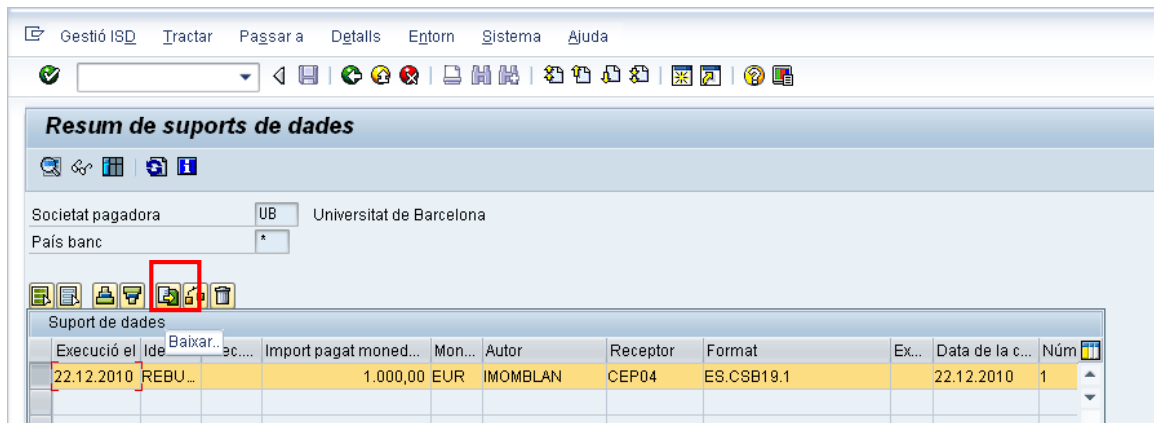 Gestió ISD Tractar Passar a Detalls Entorn Sistema Ajuda
Resum de suports de dades
Societat pagadora UB Universitat de Barcelona
País banc *
Suport de dades
Baixar..
Execució el Ide ec.... Import pagat moned... Mon... Autor Receptor Format Ex... Data de la c... Núm
22.12.2010 REBU... 1.000,00 EUR IMOMBLAN CEP04 ES.CSB19.1 22.12.2010 1